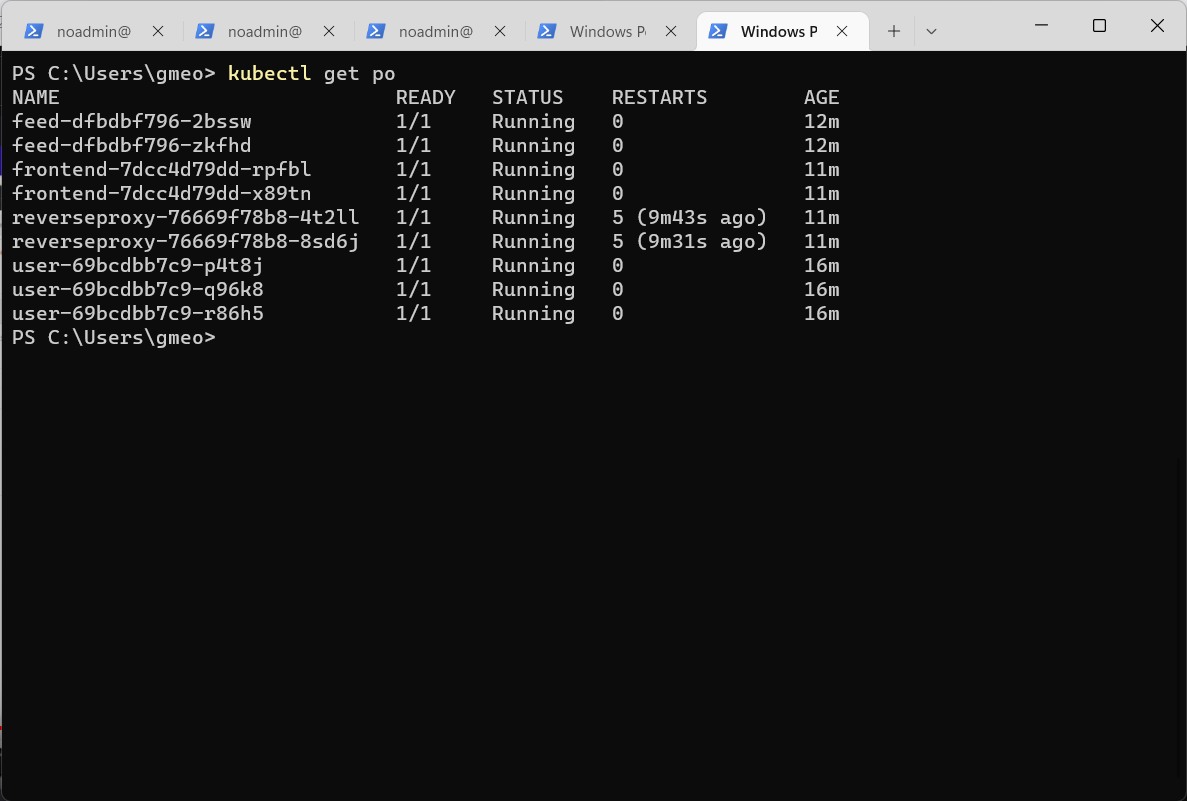 noadmin@ noadmin@ noadmin@ Windows P Windows P
PS C:\Users\gmeo> kubectl get po
NAME READY STATUS RESTARTS AGE
feed-dfbdbf796-2bssw 1/1 Running 0 12m
feed-dfbdbf796-zkfhd 1/1 Running 0 12m
frontend-7dcc4d79dd-rpfbl 1/1 Running 0 11m
frontend-7dcc4d79dd-x89tn 1/1 Running 0 11m
reverseproxy-76669f78b8-4t2ll 1/1 Running 5 (9m43s ago) 11m
reverseproxy-76669f78b8-8sd6j 1/1 Running 5 (9m31s ago) 11m
user-69bcdbb7c9-p4t8j 1/1 Running 0 16m
user-69bcdbb7c9-q96k8 1/1 Running 0 16m
user-69bcdbb7c9-r86h5 1/1 Running 0 16m
PS C:\Users\gmeo>